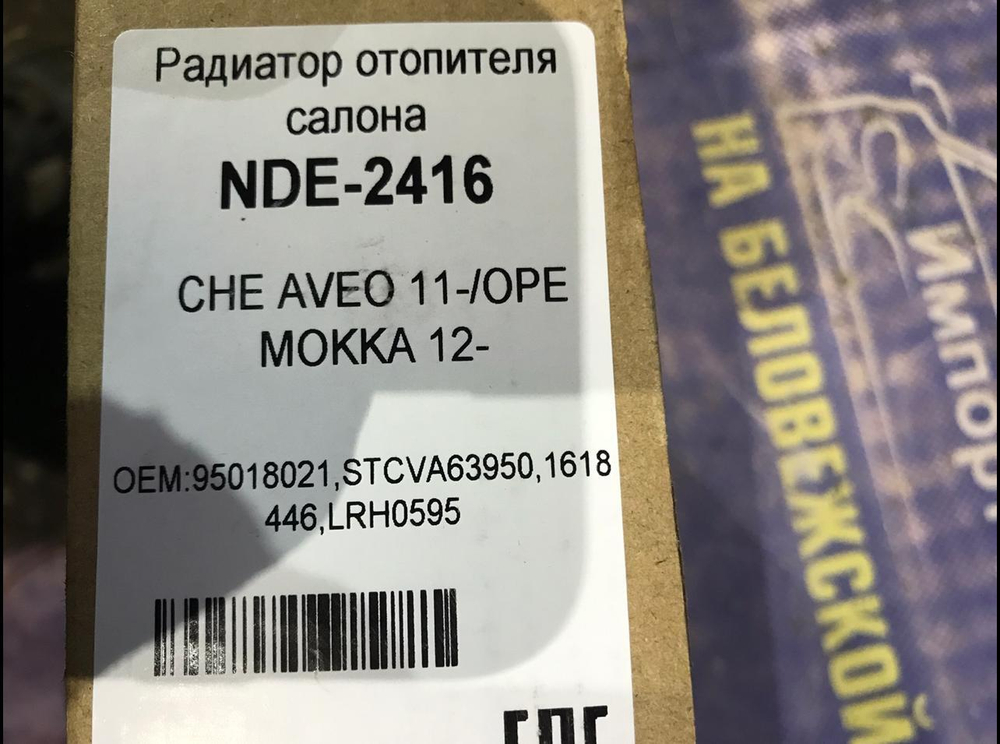 Радиатор отопителя
салона
NDE-2416
CHE AVEO 11-/OPE
MOKKA 12-
OEM:95018021,STCVA63950,1618
446,LRH0595
НА БЕЛОВЕЖСКОЙ